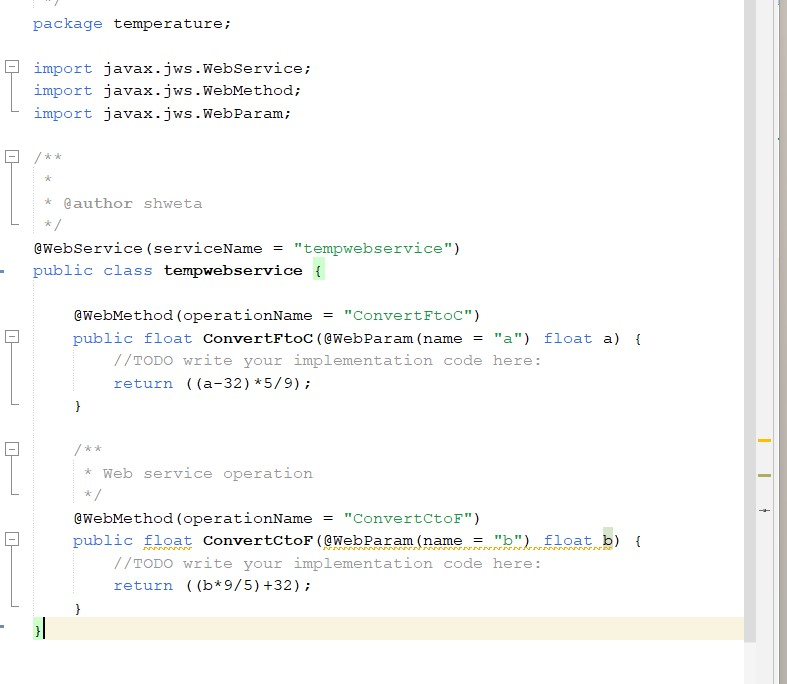 */
package temperature;
import javax.jws.WebService;
import javax.jws.WebMethod;
import javax.jws.WebParam;
/**
*
* @author shweta
*/
@WebService(serviceName = "tempwebservice")
public class tempwebservice {
@WebMethod(operationName = "ConvertFtoC")
public float ConvertFtoC(@WebParam(name = "a") float a) {
//TODO write your implementation code here:
return ((a-32)*5/9);
}
/**
* Web service operation
*/
@WebMethod(operationName = "ConvertCtoF")
public float ConvertCtoF(@WebParam(name = "b") float b) {
//TODO write your implementation code here:
return ((b*9/5)+32);
}
}